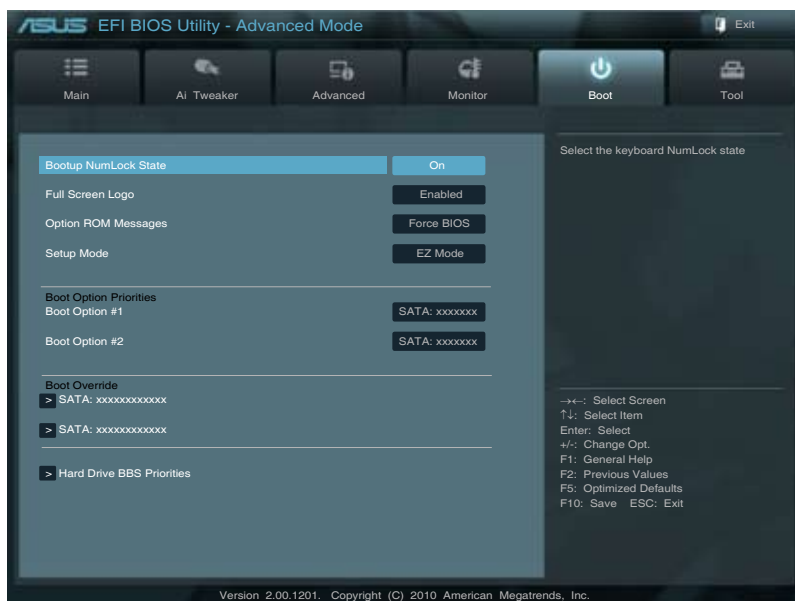 ASUS EFI BIOS Utility - Advanced Mode
Exit
Main
Ai Tweaker
Advanced
Monitor
Boot
Tool
Bootup NumLock State On
Full Screen Logo Enabled
Option ROM Messages Force BIOS
Setup Mode EZ Mode
Boot Option Priorities
Boot Option #1 SATA: xxxxxxx
Boot Option #2 SATA: xxxxxxx
Boot Override
> SATA: xxxxxxxxxxxx
> SATA: xxxxxxxxxxxx
> Hard Drive BBS Priorities
Select the keyboard NumLock state
→←: Select Screen
↑↓: Select Item
Enter: Select
+/-: Change Opt.
F1: General Help
F2: Previous Values
F5: Optimized Defaults
F10: Save ESC: Exit
Version 2.00.1201. Copyright (C) 2010 American Megatrends, Inc.